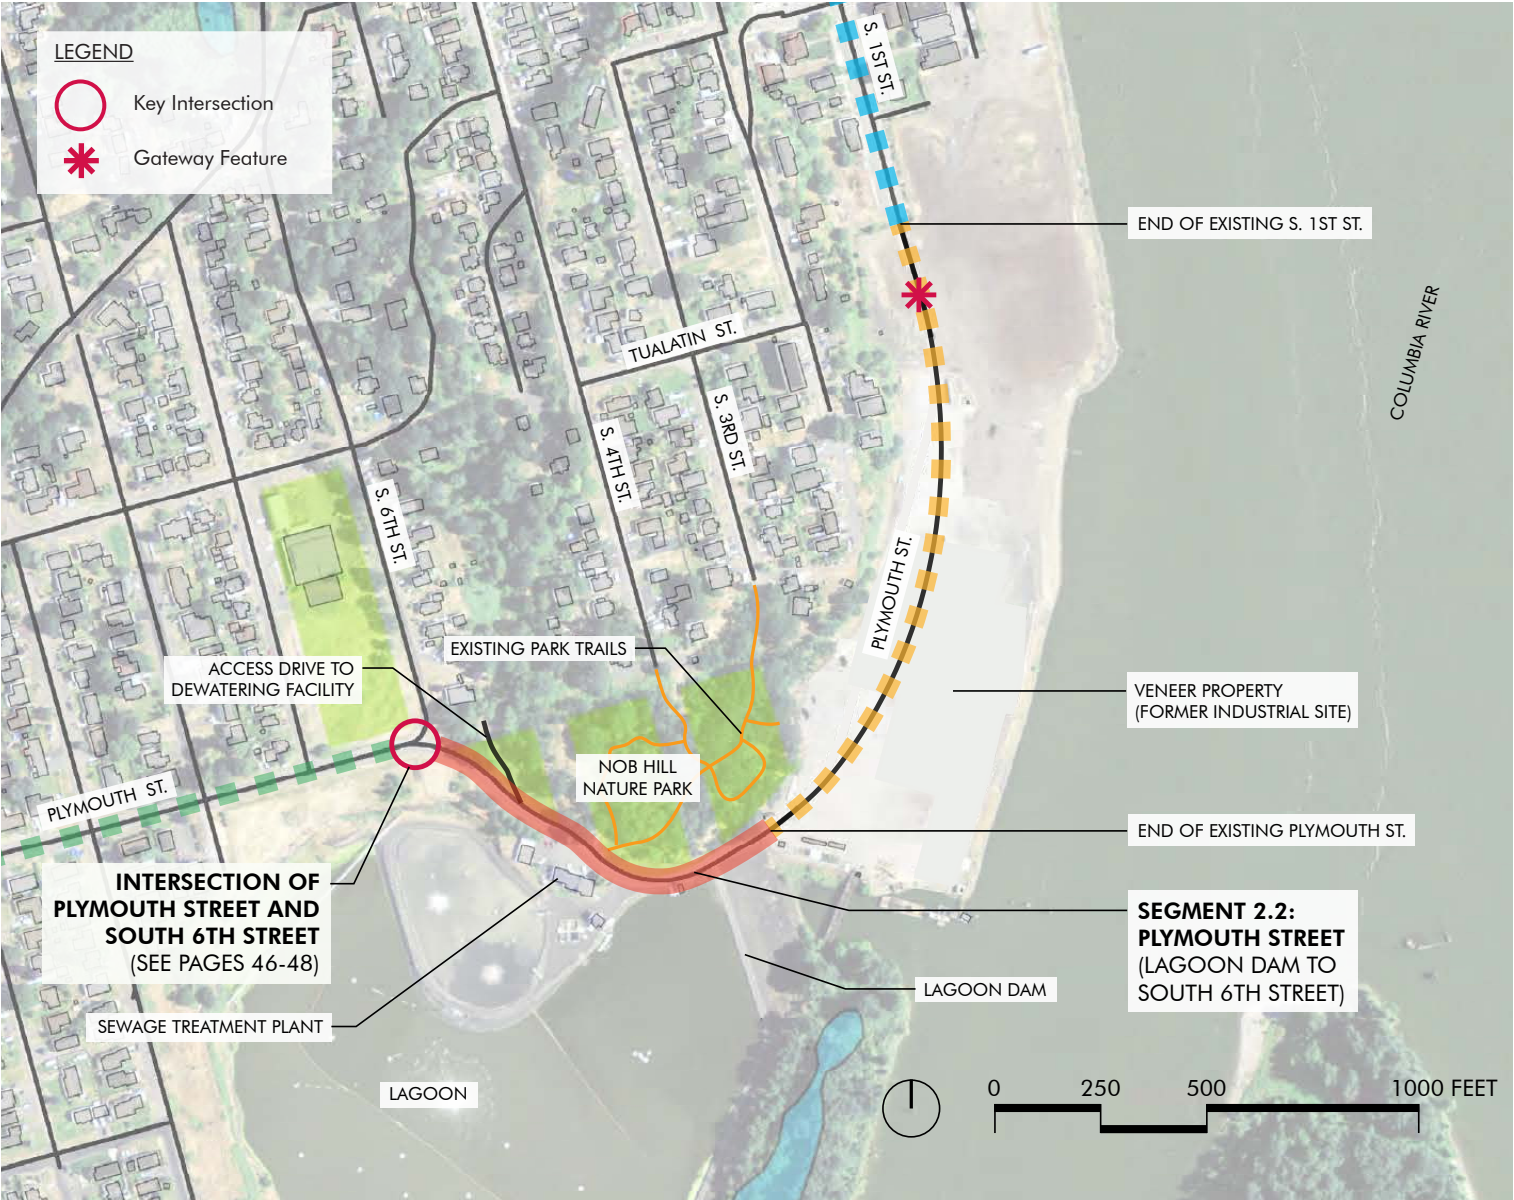 LEGEND
Key Intersection
Gateway Feature
S. 1ST ST.
END OF EXISTING S. 1ST ST.
COLUMBIA RIVER
TUALATIN ST.
S. 3RD ST.
S. 4TH ST.
S. 6TH ST.
PLYMOUTH ST.
EXISTING PARK TRAILS
ACCESS DRIVE TO
DEWATERING FACILITY
VENEER PROPERTY
(FORMER INDUSTRIAL SITE)
NOB HILL
NATURE PARK
PLYMOUTH ST.
END OF EXISTING PLYMOUTH ST.
INTERSECTION OF
PLYMOUTH STREET AND
SOUTH 6TH STREET
(SEE PAGES 46-48)
SEGMENT 2.2:
PLYMOUTH STREET
(LAGOON DAM TO
SOUTH 6TH STREET)
LAGOON DAM
SEWAGE TREATMENT PLANT
LAGOON
0 250 500 1000 FEET